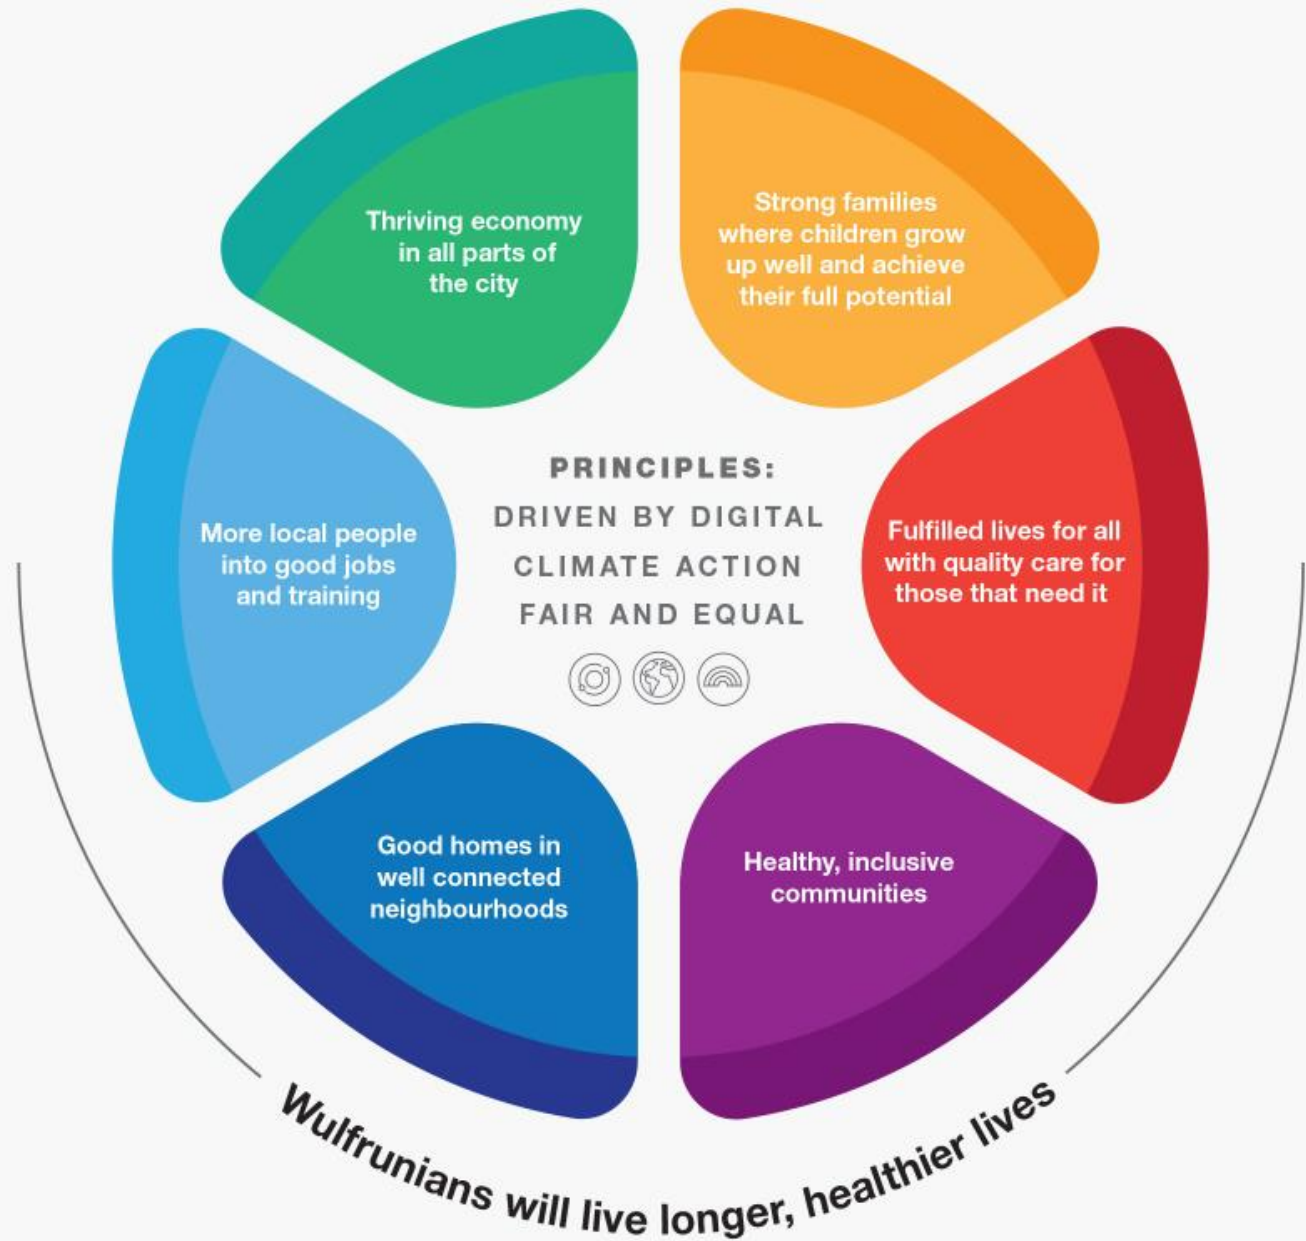 Thriving economy
in all parts of
the city
Strong families
where children grow
up well and achieve
their full potential
More local people
into good jobs
and training
PRINCIPLES:
DRIVEN BY DIGITAL
CLIMATE ACTION
FAIR AND EQUAL
Fulfilled lives for all
with quality care for
those that need it
Good homes in
well connected
neighbourhoods
Healthy, inclusive
communities
Wulfrunians will live longer, healthier lives